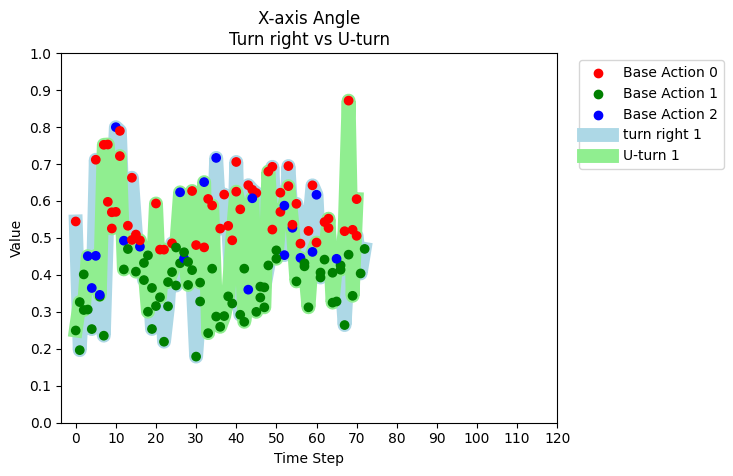 X-axis Angle
Turn right vs U-turn
Value
1.0
0.9
0.8
0.7
0.6
0.5
0.4
0.3
0.2
0.1
0.0
0 10 20 30 40 50 60 70 80 90 100 110 120
Time Step
Base Action 0
Base Action 1
Base Action 2
turn right 1
U-turn 1